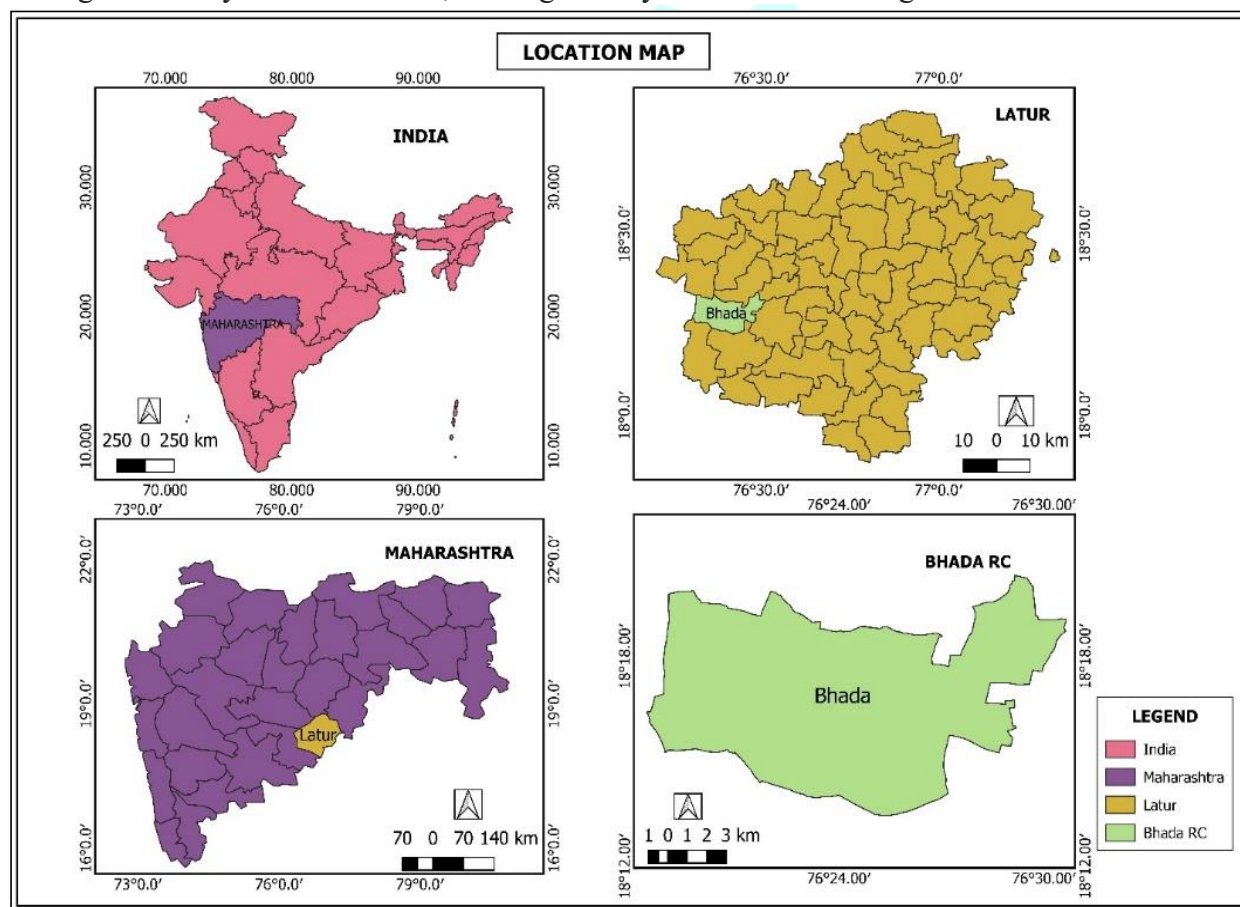 LOCATION MAP
70.000 80.000 90.000
INDIA
30.000 30.000
MAHARASHTRA
20.000 20.000
250 0 250 km
10.000 10.000
70.000 80.000 90.000
76°30.0′ 77°0.0′
LATUR
18°30.0′ 18°30.0′
Bhada
18°0.0′ 18°0.0′
10 0 10 km
76°30.0′ 77°0.0′
73°0.0′ 76°0.0′ 79°0.0′
MAHARASHTRA
22°0.0′ 22°0.0′
19°0.0′ 19°0.0′
Latur
70 0 70 140 km
16°0.0′ 16°0.0′
73°0.0′ 76°0.0′ 79°0.0′
76°24.00′ 76°30.00′
BHADA RC
18°18.00′ 18°18.00′
Bhada
1 0 1 2 3 km
18°12.00′ 18°12.00′
76°24.00′ 76°30.00′
LEGEND
India
Maharashtra
Latur
Bhada RC